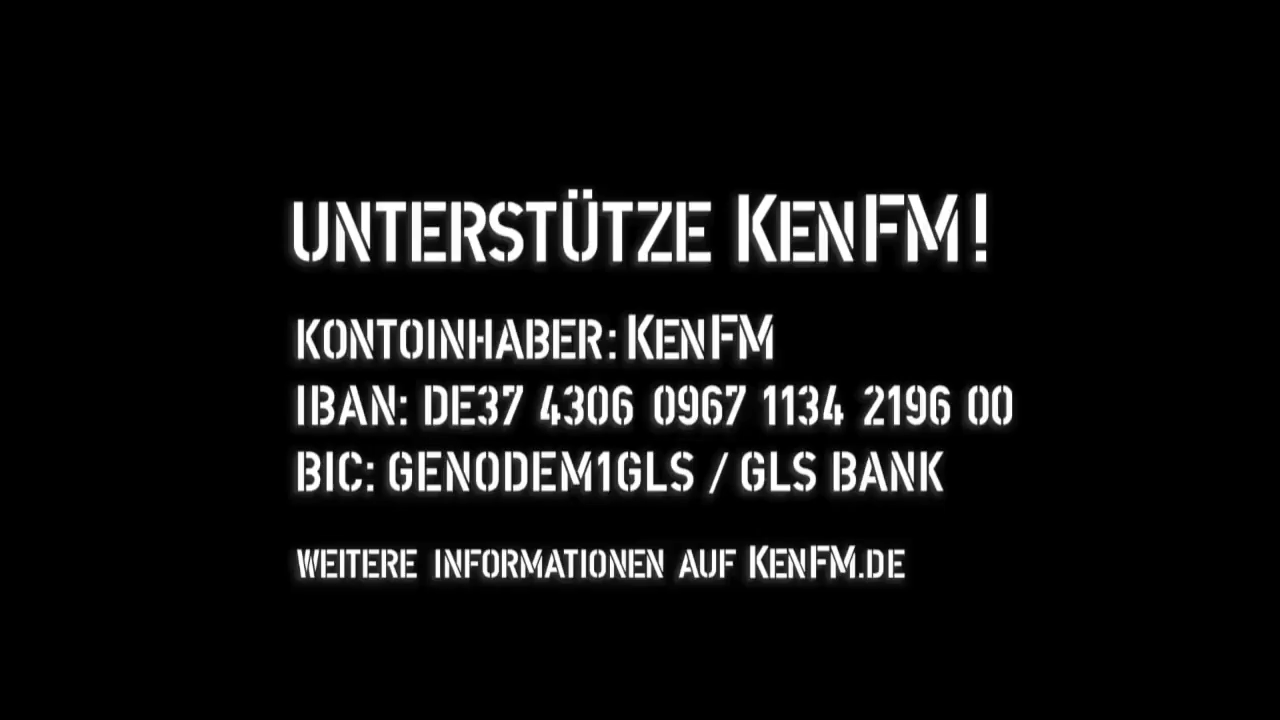 UNTERSTÜTZE KENFM!
KONTOINHABER: KENFM
IBAN: DE37 4306 0967 1134 2196 00
BIC: GENODEM1GLS / GLS BANK
WEITERE INFORMATIONEN AUF KENFM.DE